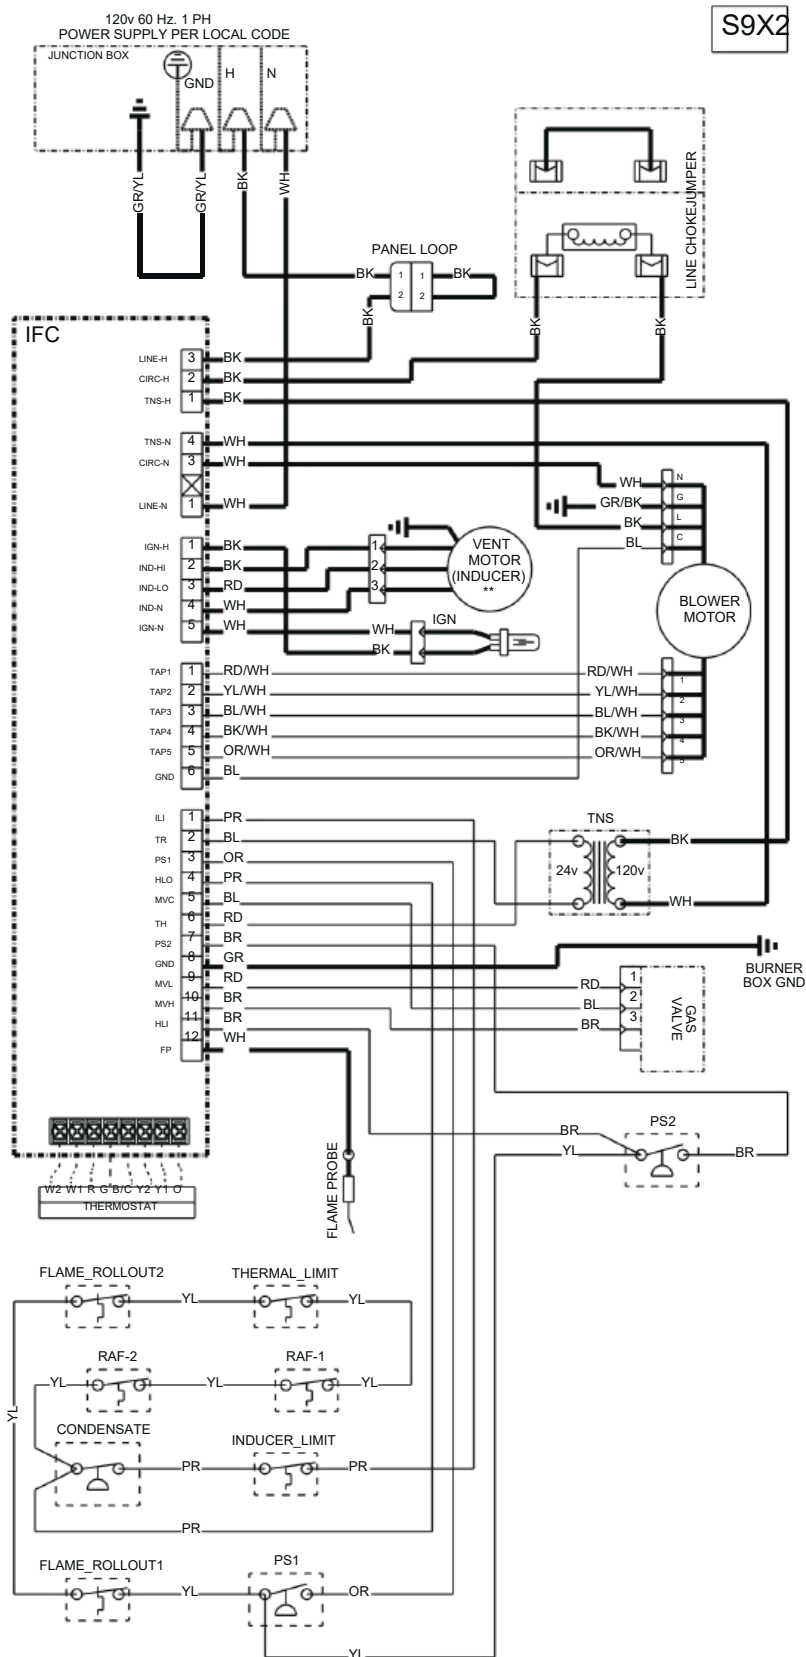 120v 60 Hz. 1 PH
POWER SUPPLY PER LOCAL CODE
S9X2
JUNCTION BOX
GND
H
N
GR/YL
GR/YL
BK
WH
LINE CHOKEJUMPER
PANEL LOOP
BK
1
1
BK
2
2
BK
BK
BK
IFC
LINE-H
3
BK
CIRC-H
2
BK
TNS-H
1
BK
TNS-N
4
WH
CIRC-N
3
WH
LINE-N
1
WH
WH
N
GR/BK
G
BK
L
BL
C
IGN-H
1
BK
IND-HI
2
BK
IND-LO
3
RD
IND-N
4
WH
IGN-N
5
WH
1
2
3
VENT
MOTOR
(INDUCER)
**
IGN
WH
BK
BLOWER
MOTOR
TAP1
1
RD/WH
RD/WH
1
TAP2
2
YL/WH
YL/WH
2
TAP3
3
BL/WH
BL/WH
3
TAP4
4
BK/WH
BK/WH
4
TAP5
5
OR/WH
OR/WH
5
GND
6
BL
ILI
1
PR
TR
2
BL
PS1
3
OR
HLO
4
PR
MVC
5
BL
TH
6
RD
PS2
7
BR
GND
8
GR
MVL
9
RD
MVH
10
BR
HLI
11
BR
FP
12
WH
TNS
24v
120v
BK
WH
BURNER
BOX GND
RD
1
BL
2
BR
3
GAS
VALVE
PS2
BR
YL
BR
W2 W1 R G B/C Y2 Y1 O
THERMOSTAT
FLAME PROBE
FLAME_ROLLOUT2
THERMAL_LIMIT
YL
YL
RAF-2
RAF-1
YL
YL
YL
YL
CONDENSATE
INDUCER_LIMIT
PR
PR
PR
FLAME_ROLLOUT1
PS1
YL
OR
YL